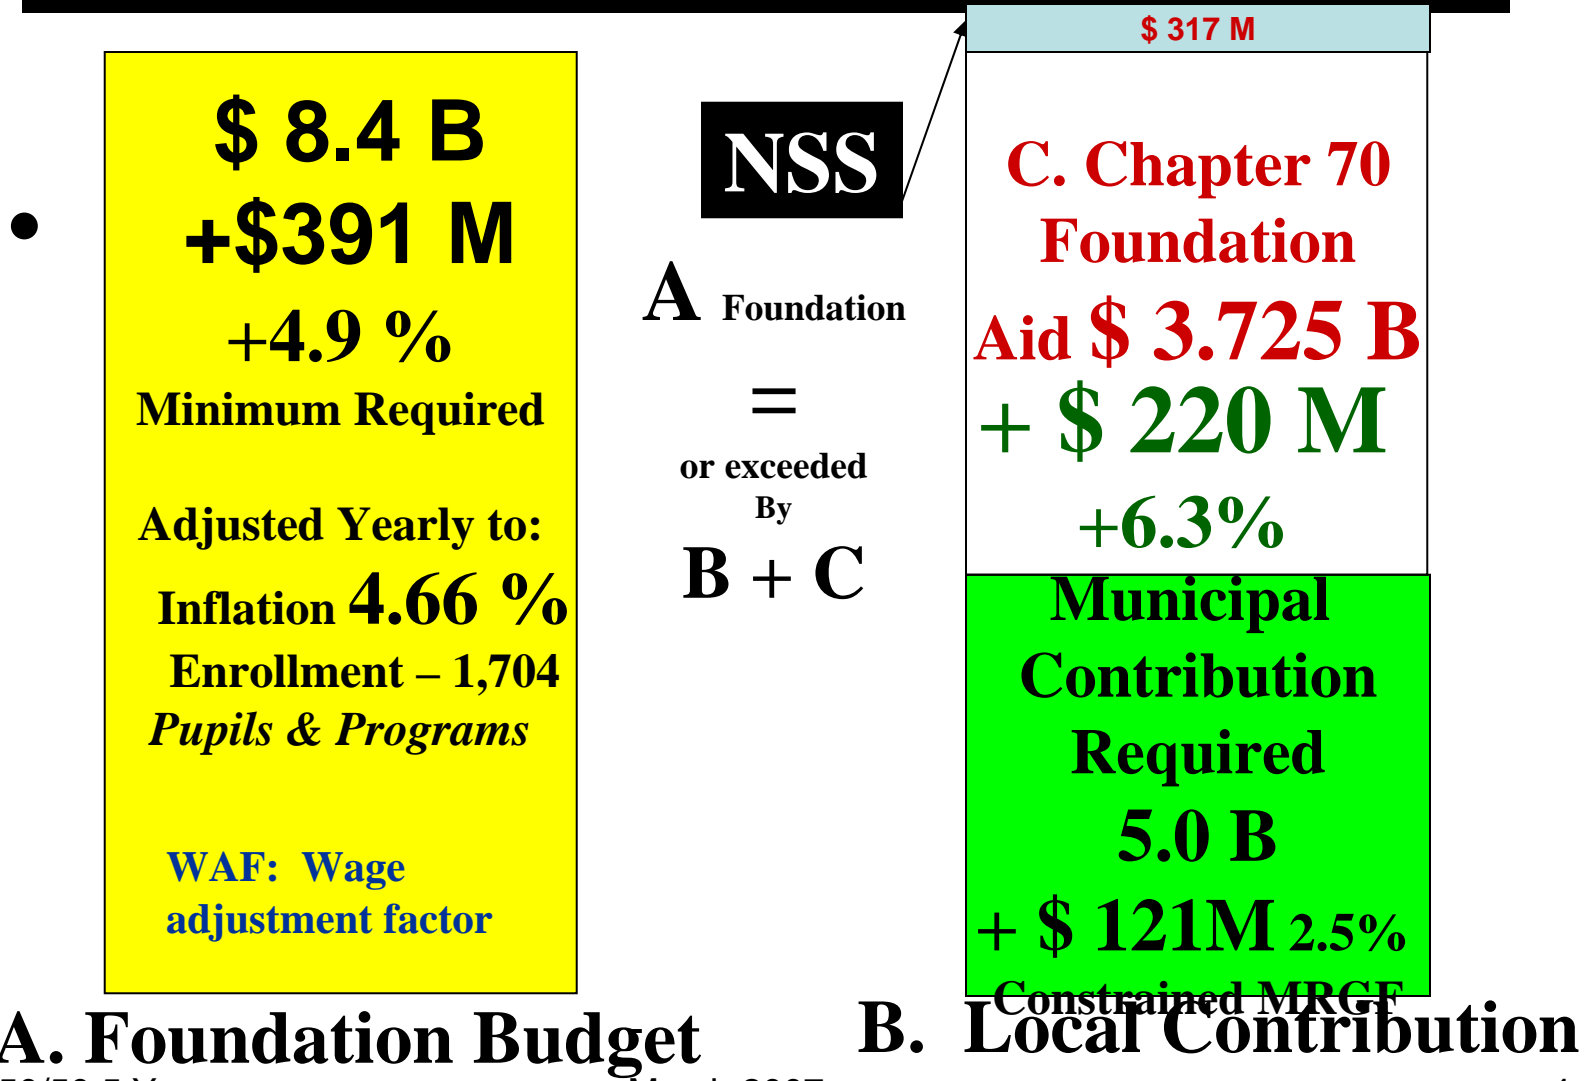 $ 317 M
$ 8.4 B
+$391 M
+4.9 %
Minimum Required
Adjusted Yearly to:
Inflation 4.66 %
Enrollment – 1,704
Pupils & Programs
WAF: Wage
adjustment factor
A. Foundation Budget
NSS
A Foundation
=
or exceeded
By
B + C
C. Chapter 70
Foundation
Aid $ 3.725 B
+ $ 220 M
+6.3%
Municipal
Contribution
Required
5.0 B
+ $ 121M 2.5%
Constrained MRGF
B. Local Contribution